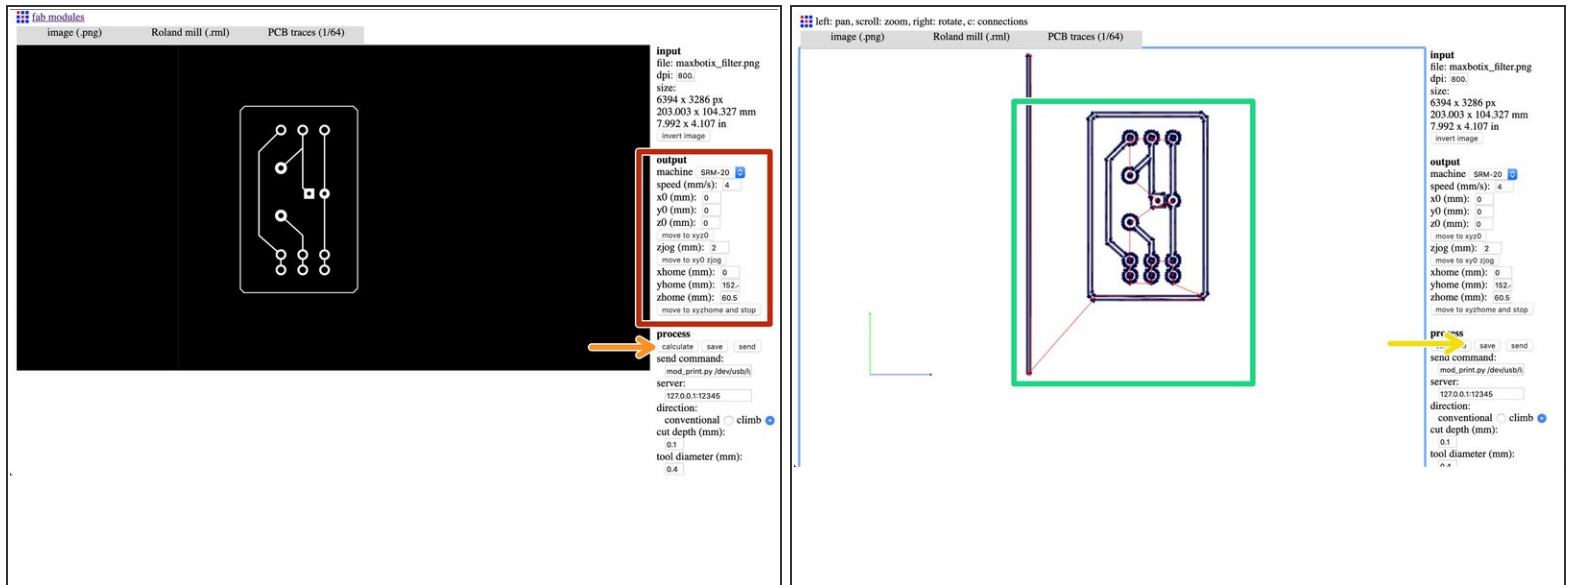 fab modules
image (.png) Roland mill (.rml) PCB traces (1/64)
input
file: maxbotix_filter.png
dpi: 800.
size:
6394 x 3286 px
203.003 x 104.327 mm
7.992 x 4.107 in
invert image
output
machine SRM-20
speed (mm/s): 4
x0 (mm): 0
y0 (mm): 0
z0 (mm): 0
move to xyz0
zjog (mm): 2
move to xy0 zjog
xhome (mm): 0
yhome (mm): 152.
zhome (mm): 60.5
move to xyzhome and stop
process
calculate save send
send command:
mod_print.py /dev/usb/l
server:
127.0.0.1:12345
direction:
conventional climb
cut depth (mm):
0.1
tool diameter (mm):
0.4
left: pan, scroll: zoom, right: rotate, c: connections
image (.png) Roland mill (.rml) PCB traces (1/64)
input
file: maxbotix_filter.png
dpi: 800.
size:
6394 x 3286 px
203.003 x 104.327 mm
7.992 x 4.107 in
invert image
output
machine SRM-20
speed (mm/s): 4
x0 (mm): 0
y0 (mm): 0
z0 (mm): 0
move to xyz0
zjog (mm): 2
move to xy0 zjog
xhome (mm): 0
yhome (mm): 152.
zhome (mm): 60.5
move to xyzhome and stop
process
save send
send command:
mod_print.py /dev/usb/l
server:
127.0.0.1:12345
direction:
conventional climb
cut depth (mm):
0.1
tool diameter (mm):